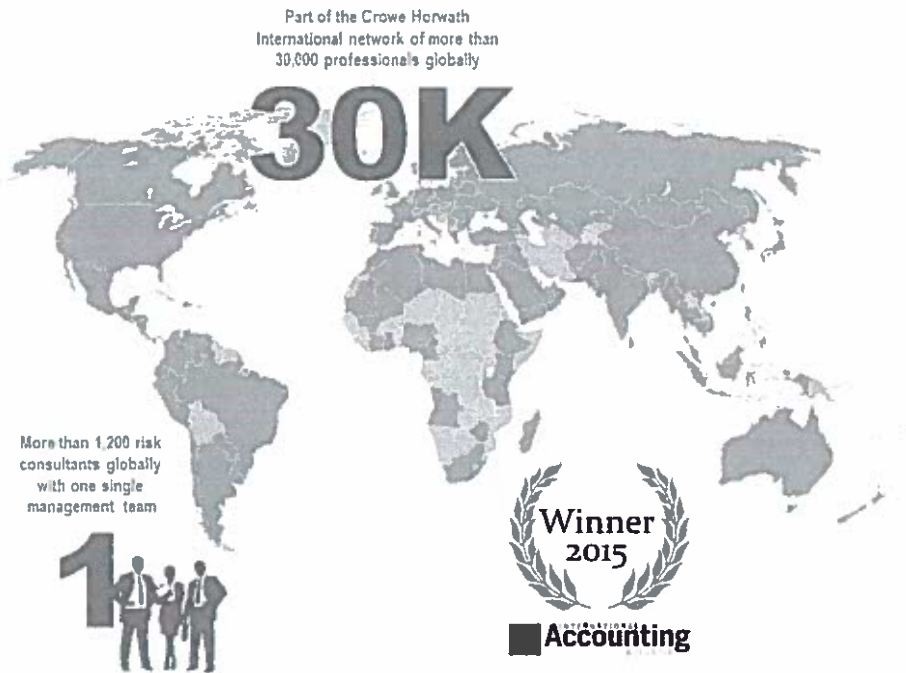 Part of the Crowe Horwath
International network of more than
30,000 professionals globally
30K
More than 1,200 risk
consultants globally
with one single
management team
1
Winner
2015
INTERNATIONAL
Accounting